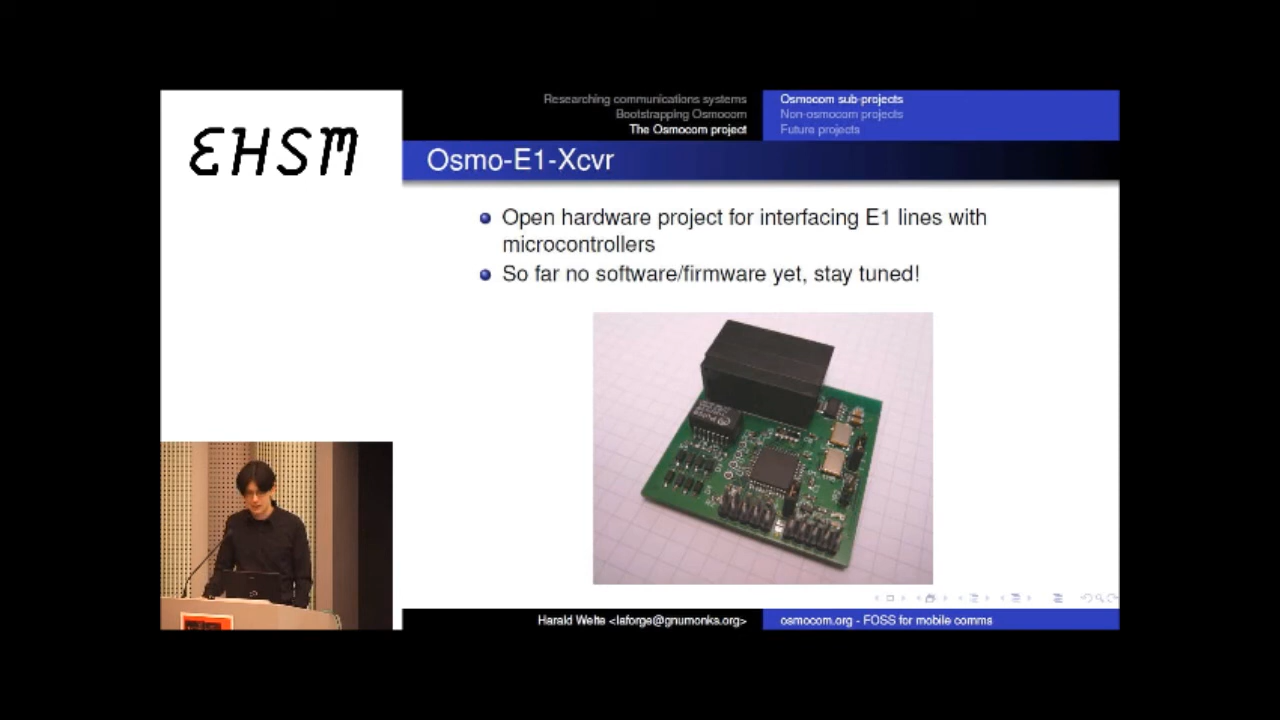 EHSM
Researching communications systems
Bootstrapping Osmocom
The Osmocom project
Osmocom sub-projects
Non-osmocom projects
Future projects
Osmo-E1-Xcvr
Open hardware project for interfacing E1 lines with
microcontrollers
So far no software/firmware yet, stay tuned!
Harald Welte <laforge@gnumonks.org>
osmocom.org - FOSS for mobile comms